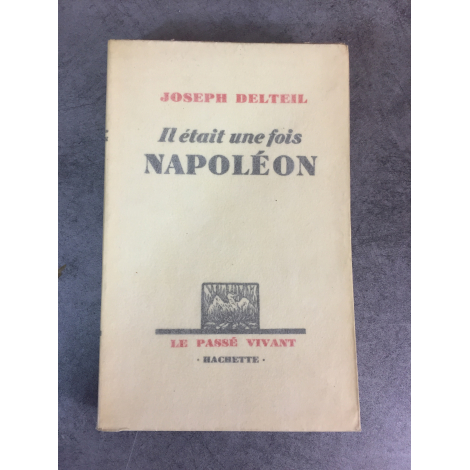 JOSEPH DELTEIL
Il était une fois
NAPOLÉON
LE PASSÉ VIVANT
· HACHETTE ·